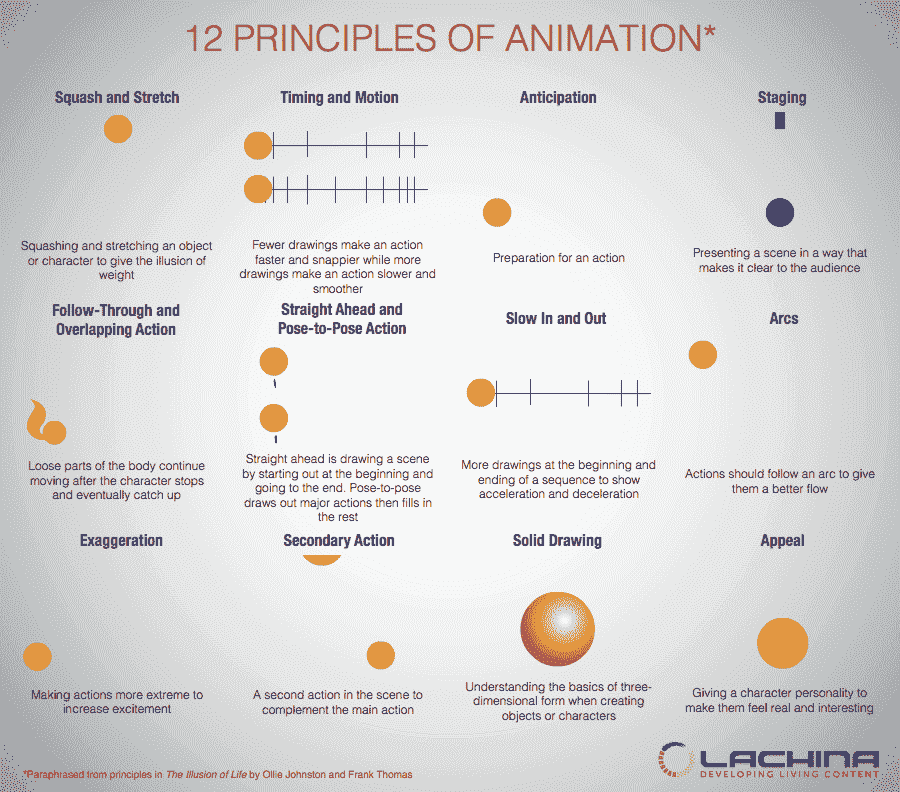 12 PRINCIPLES OF ANIMATION*
Squash and Stretch
Squashing and stretching an object
or character to give the illusion of
weight
Timing and Motion
Fewer drawings make an action
faster and snappier while more
drawings make an action slower and
smoother
Anticipation
Preparation for an action
Staging
Presenting a scene in a way that
makes it clear to the audience
Follow-Through and
Overlapping Action
Loose parts of the body continue
moving after the character stops
and eventually catch up
Straight Ahead and
Pose-to-Pose Action
Straight ahead is drawing a scene
by starting out at the beginning and
going to the end. Pose-to-pose
draws out major actions then fills in
the rest
Slow In and Out
More drawings at the beginning and
ending of a sequence to show
acceleration and deceleration
Arcs
Actions should follow an arc to give
them a better flow
Exaggeration
Making actions more extreme to
increase excitement
Secondary Action
A second action in the scene to
complement the main action
Solid Drawing
Understanding the basics of three-
dimensional form when creating
objects or characters
Appeal
Giving a character personality to
make them feel real and interesting
*Paraphrased from principles in The Illusion of Life by Ollie Johnston and Frank Thomas
LACHINA
DEVELOPING LIVING CONTENT